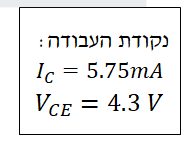 נקודת העבודה:
I_C = 5.75mA
V_CE = 4.3 V